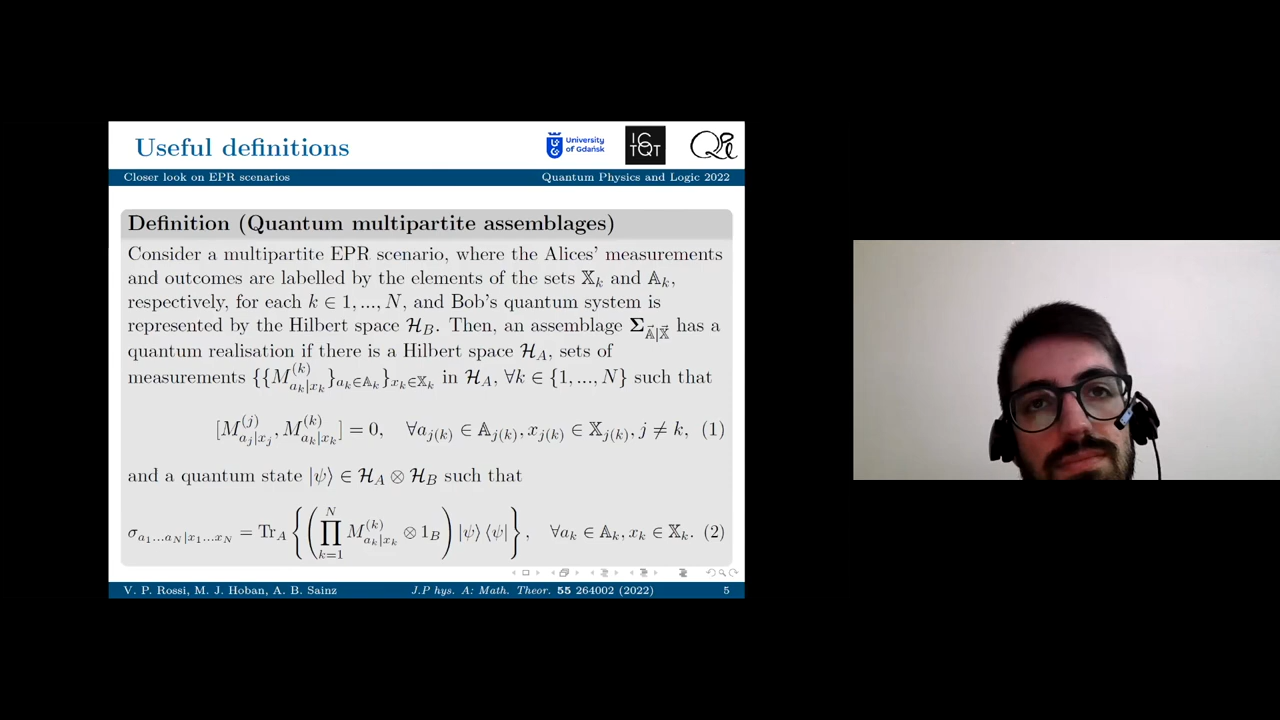 Useful definitions
University
of Gdańsk
IC
TQT
Closer look on EPR scenarios
Quantum Physics and Logic 2022
Definition (Quantum multipartite assemblages)
Consider a multipartite EPR scenario, where the Alices' measurements
and outcomes are labelled by the elements of the sets 𝕏_k and 𝔸_k,
respectively, for each k ∈ 1, ..., N, and Bob's quantum system is
represented by the Hilbert space ℋ_B. Then, an assemblage 𝚺_{\vec{𝔸}|\vec{𝕏}} has a
quantum realisation if there is a Hilbert space ℋ_A, sets of
measurements {{M^{(k)}_{a_k|x_k}}_{a_k∈𝔸_k}}_{x_k∈𝕏_k} in ℋ_A, ∀k ∈ {1, ..., N} such that
[M^{(j)}_{a_j|x_j}, M^{(k)}_{a_k|x_k}] = 0, ∀a_{j(k)} ∈ 𝔸_{j(k)}, x_{j(k)} ∈ 𝕏_{j(k)}, j ≠ k, (1)
and a quantum state |ψ⟩ ∈ ℋ_A ⊗ ℋ_B such that
σ_{a_1...a_N|x_1...x_N} = Tr_A {(∏_{k=1}^{N} M^{(k)}_{a_k|x_k} ⊗ 1_B) |ψ⟩ ⟨ψ|}, ∀a_k ∈ 𝔸_k, x_k ∈ 𝕏_k. (2)
V. P. Rossi, M. J. Hoban, A. B. Sainz
J.P hys. A: Math. Theor. 55 264002 (2022)
5